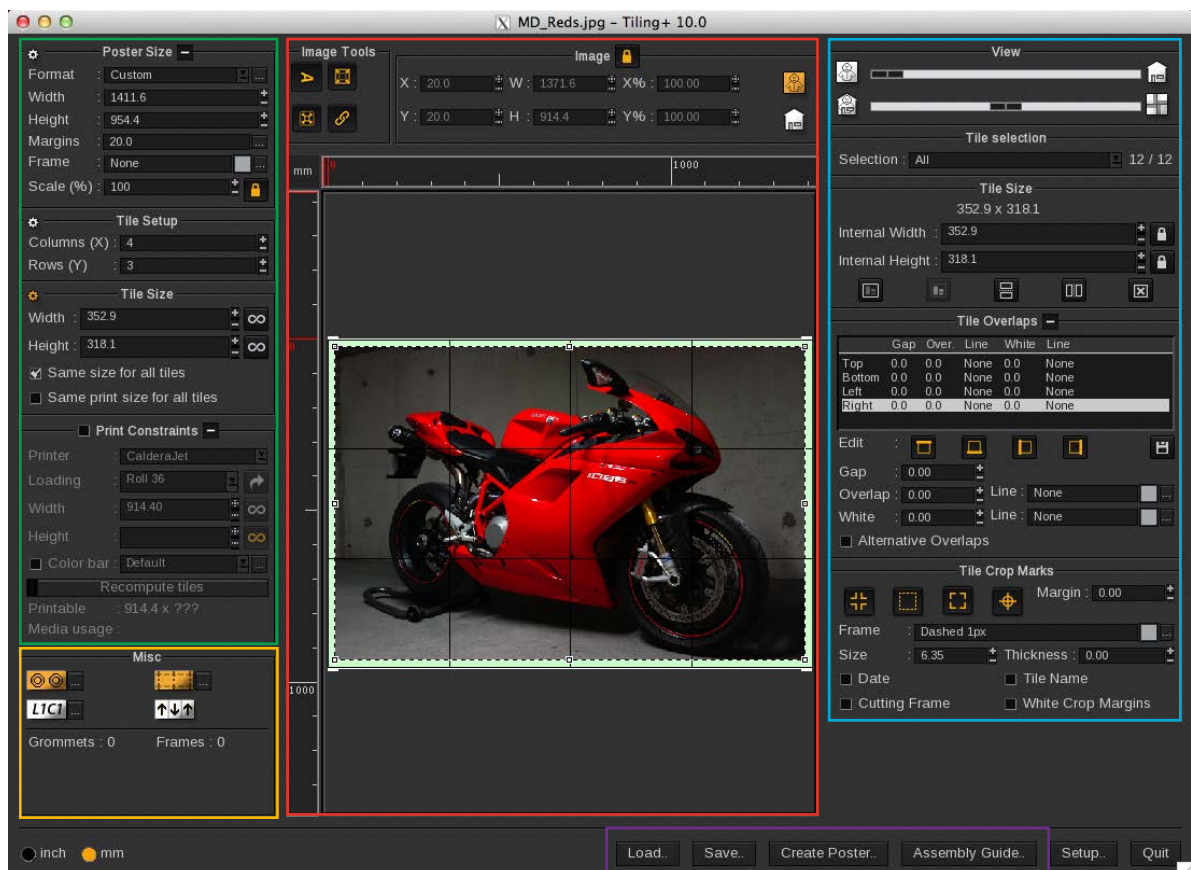 MD_Reds.jpg - Tiling+ 10.0
Poster Size
Format : Custom ...
Width : 1411.6
Height : 954.4
Margins : 20.0 ...
Frame : None ...
Scale (%) : 100
Tile Setup
Columns (X) : 4
Rows (Y) : 3
Tile Size
Width : 352.9
Height : 318.1
Same size for all tiles
Same print size for all tiles
Print Constraints
Printer : CalderaJet
Loading : Roll 36
Width : 914.40
Height :
Color bar : Default ...
Recompute tiles
Printable : 914.4 x ???
Media usage :
Misc
...
...
L1C1 ...
Grommets : 0 Frames : 0
Image Tools
A
Image
X : 20.0 W : 1371.6 X% : 100.00
Y : 20.0 H : 914.4 Y% : 100.00
mm
0 1000
0
1000
View
Tile selection
Selection : All 12 / 12
Tile Size
352.9 x 318.1
Internal Width : 352.9
Internal Height : 318.1
Tile Overlaps
Gap Over. Line White Line
Top 0.0 0.0 None 0.0 None
Bottom 0.0 0.0 None 0.0 None
Left 0.0 0.0 None 0.0 None
Right 0.0 0.0 None 0.0 None
Edit :
Gap : 0.00
Overlap : 0.00 Line : None ...
White : 0.00 Line : None ...
Alternative Overlaps
Tile Crop Marks
Margin : 0.00
Frame : Dashed 1px ...
Size : 6.35 Thickness : 0.00
Date Tile Name
Cutting Frame White Crop Margins
inch mm
Load.. Save.. Create Poster.. Assembly Guide.. Setup.. Quit